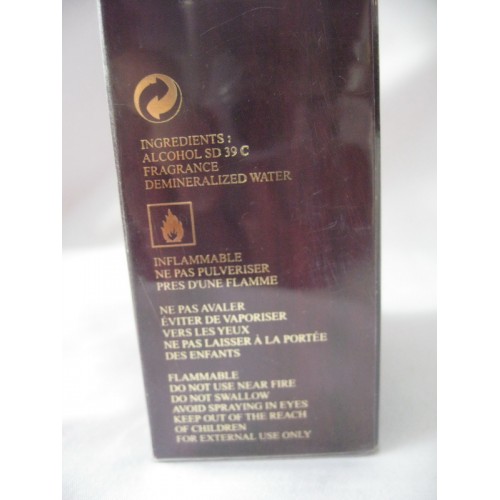 INGREDIENTS :
ALCOHOL SD 39 C
FRAGRANCE
DEMINERALIZED WATER
INFLAMMABLE
NE PAS PULVERISER
PRES D'UNE FLAMME
NE PAS AVALER
ÉVITER DE VAPORISER
VERS LES YEUX
NE PAS LAISSER À LA PORTÉE
DES ENFANTS
FLAMMABLE
DO NOT USE NEAR FIRE
DO NOT SWALLOW
AVOID SPRAYING IN EYES
KEEP OUT OF THE REACH
OF CHILDREN
FOR EXTERNAL USE ONLY